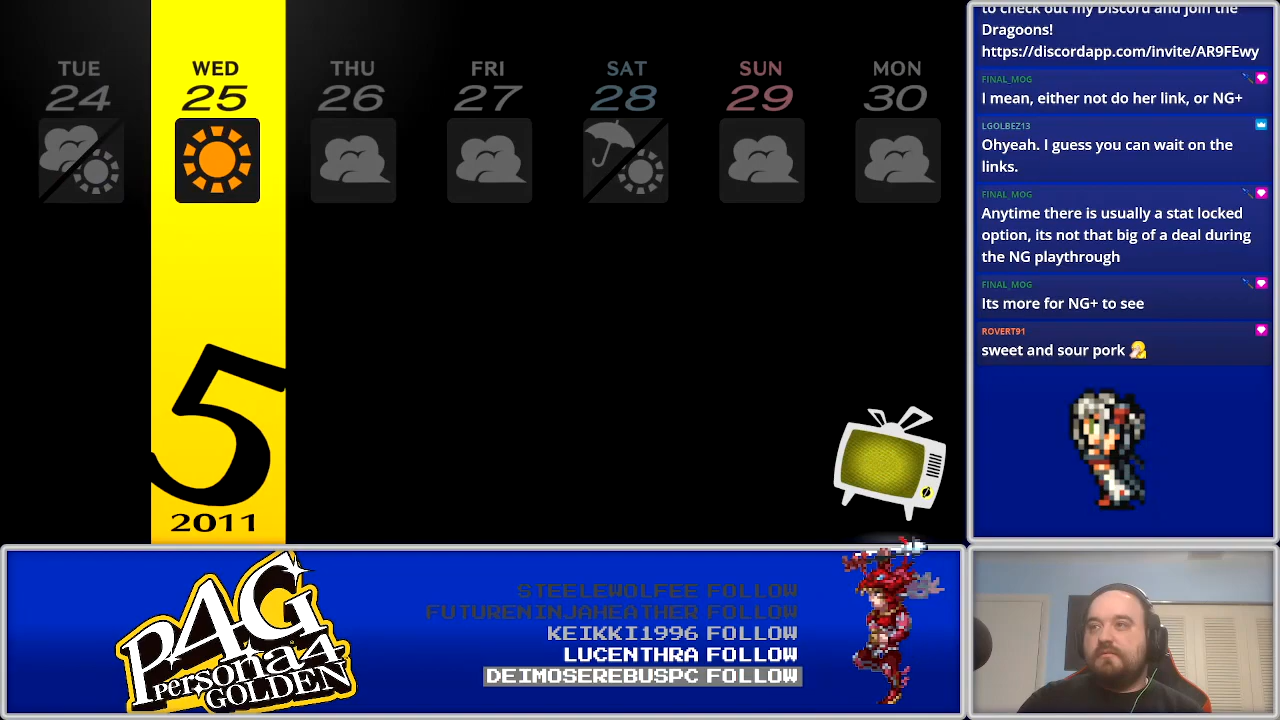 TUE
24
WED
25
THU
26
FRI
27
SAT
28
SUN
29
MON
30
5
2011
to check out my Discord and join the
Dragoons!
https://discordapp.com/invite/AR9FEwy
FINAL_MOG
I mean, either not do her link, or NG+
LGOLBEZ13
Ohyeah. I guess you can wait on the
links.
FINAL_MOG
Anytime there is usually a stat locked
option, its not that big of a deal during
the NG playthrough
FINAL_MOG
Its more for NG+ to see
ROVERT91
sweet and sour pork
P4G
Persona 4
GOLDEN
STEELEWOLFEE FOLLOW
FUTURENINJAHEATHER FOLLOW
KEIKKI1996 FOLLOW
LUCENTHRA FOLLOW
DEIMOSEREBUSPC FOLLOW